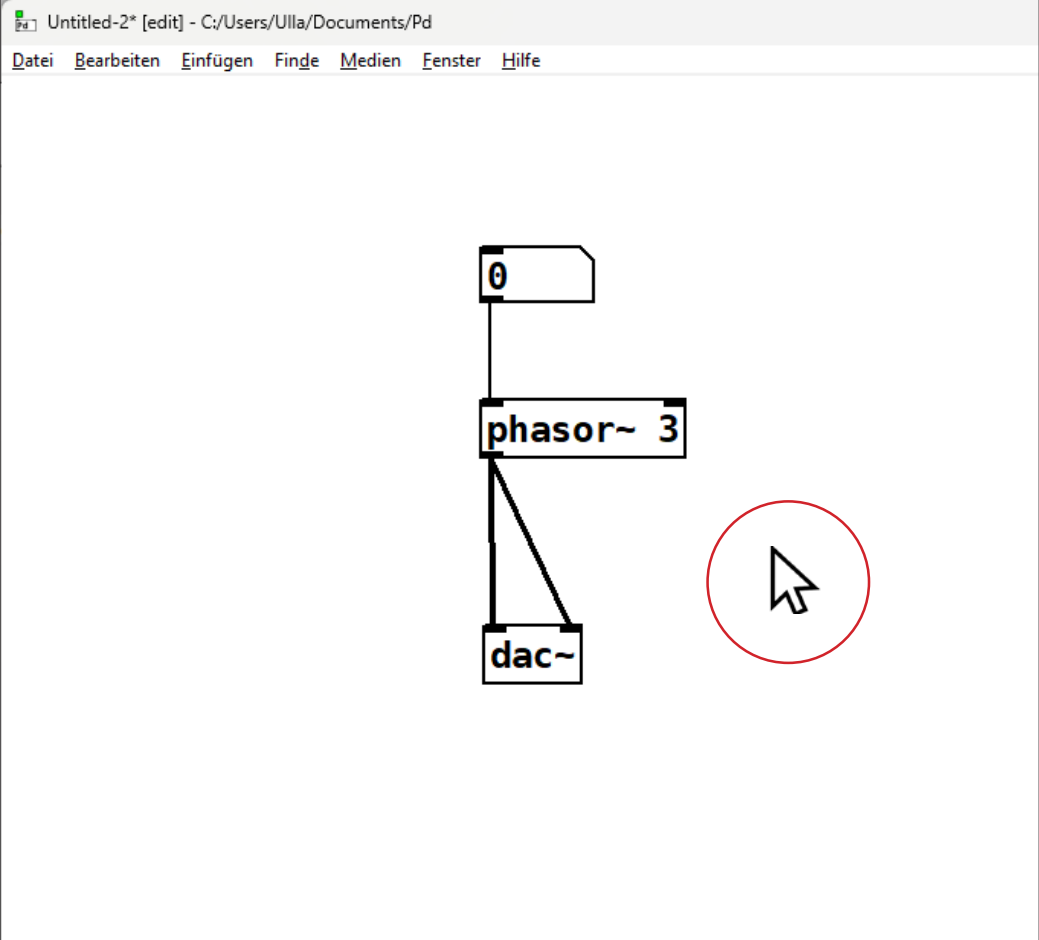 Untitled-2* [edit] - C:/Users/Ulla/Documents/Pd
Datei Bearbeiten Einfügen Finde Medien Fenster Hilfe
0
phasor~ 3
dac~